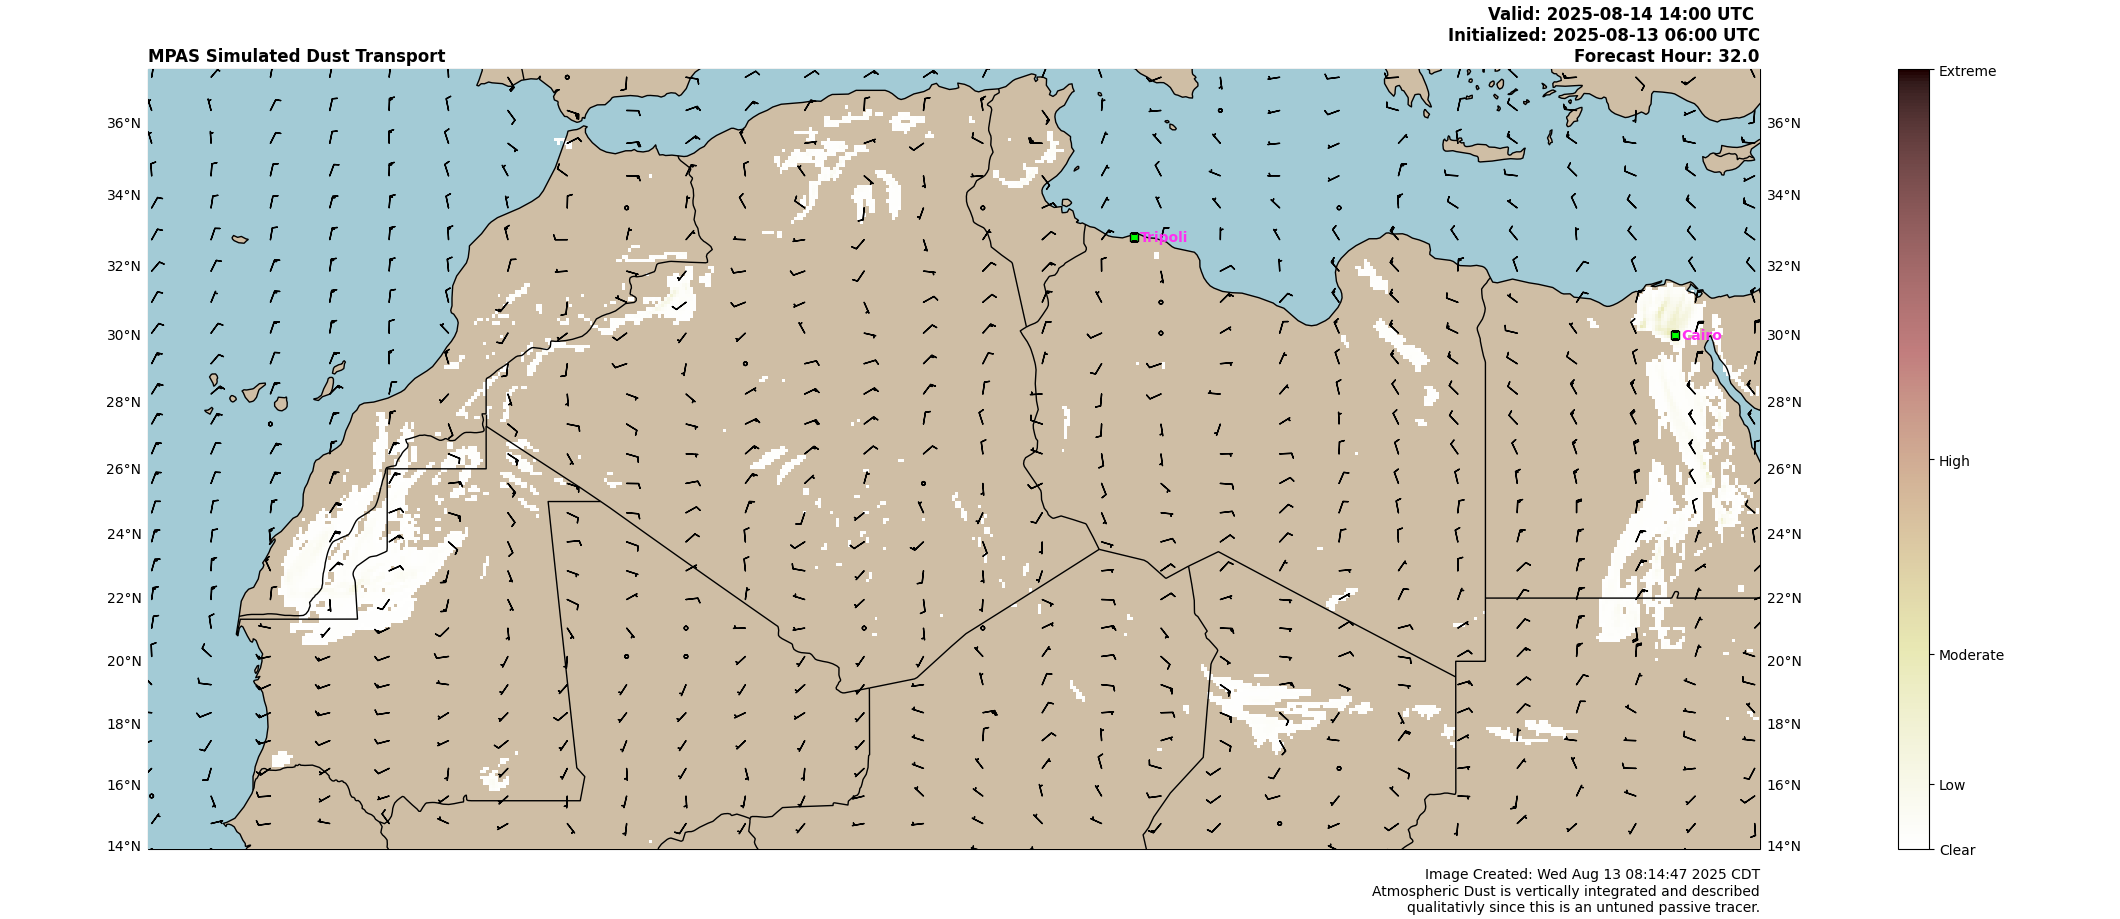 Valid: 2025-08-14 14:00 UTC
Initialized: 2025-08-13 06:00 UTC
MPAS Simulated Dust Transport
Forecast Hour: 32.0
Extreme
36°N
36°N
34°N
34°N
Tripoli
32°N
32°N
30°N
Cairo
30°N
28°N
28°N
26°N
26°N
High
24°N
24°N
22°N
22°N
20°N
20°N
Moderate
18°N
18°N
16°N
16°N
Low
14°N
14°N
Clear
Image Created: Wed Aug 13 08:14:47 2025 CDT
Atmospheric Dust is vertically integrated and described
qualitativly since this is an untuned passive tracer.